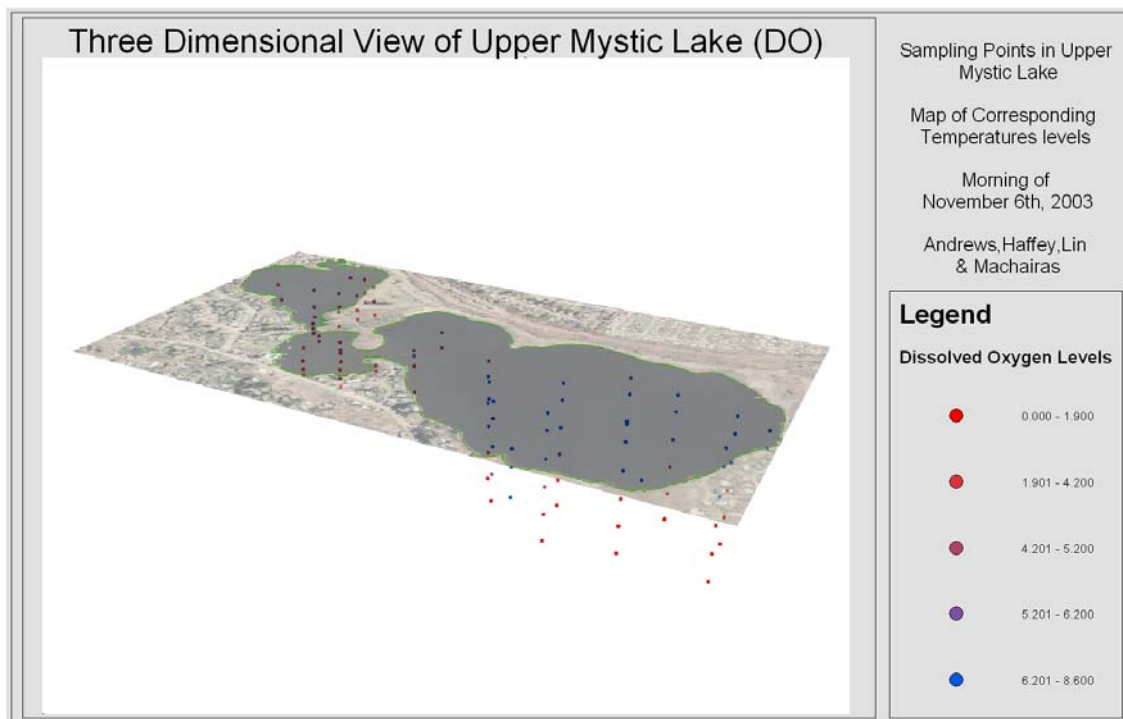 Three Dimensional View of Upper Mystic Lake (DO)
Sampling Points in Upper
Mystic Lake
Map of Corresponding
Temperatures levels
Morning of
November 6th, 2003
Andrews,Haffey,Lin
& Machairas
Legend
Dissolved Oxygen Levels
0.000 - 1.900
1.901 - 4.200
4.201 - 5.200
5.201 - 6.200
6.201 - 8.600